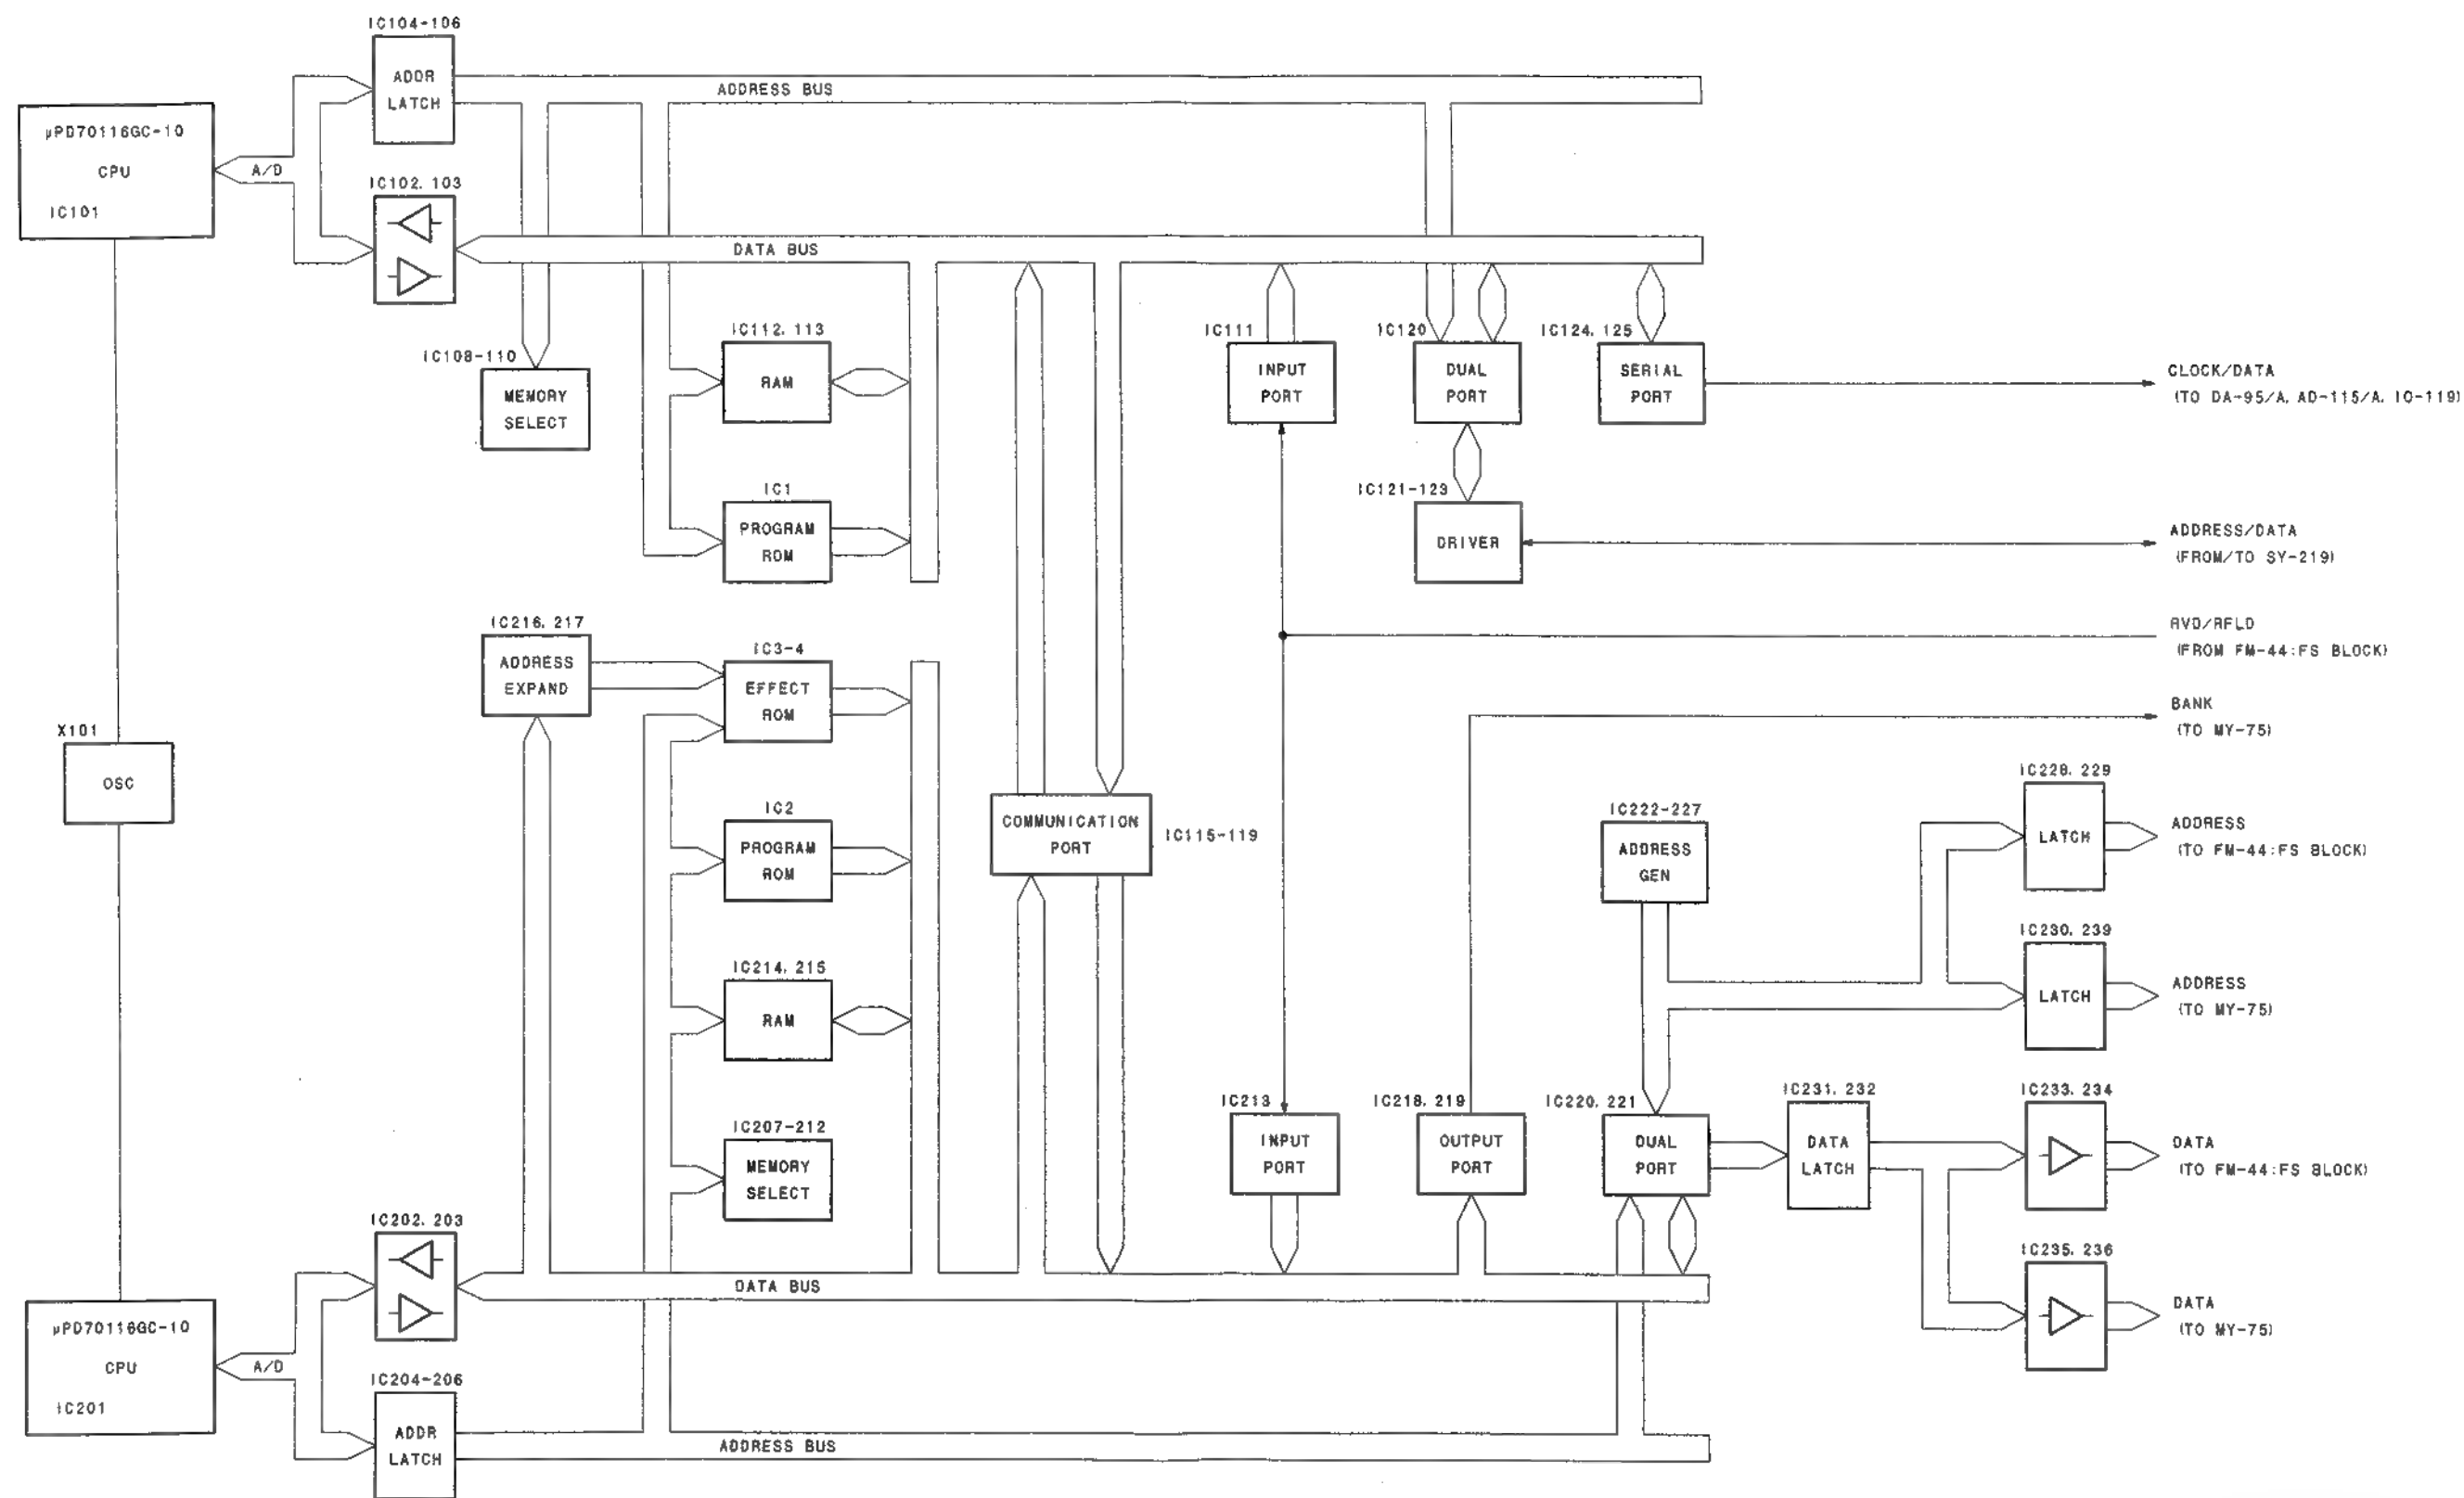 IC104-106
ADDR
LATCH
ADDRESS BUS
μPD70116GC-10
CPU
IC101
A/D
IC102, 103
DATA BUS
IC108-110
MEMORY
SELECT
IC112, 113
RAM
IC1
PROGRAM
ROM
IC111
INPUT
PORT
IC120
DUAL
PORT
IC124, 125
SERIAL
PORT
CLOCK/DATA
(TO DA-95/A, AD-115/A, IO-119)
IC121-123
DRIVER
ADDRESS/DATA
(FROM/TO SY-219)
RVD/RFLD
(FROM FM-44:FS BLOCK)
BANK
(TO MY-75)
IC216, 217
ADDRESS
EXPAND
IC3-4
EFFECT
ROM
X101
OSC
IC2
PROGRAM
ROM
COMMUNICATION
PORT
IC115-119
IC222-227
ADDRESS
GEN
IC228, 229
LATCH
ADDRESS
(TO FM-44:FS BLOCK)
IC230, 239
LATCH
ADDRESS
(TO MY-75)
IC214, 215
RAM
IC207-212
MEMORY
SELECT
IC213
INPUT
PORT
IC218, 219
OUTPUT
PORT
IC220, 221
DUAL
PORT
IC231, 232
DATA
LATCH
IC233, 234
DATA
(TO FM-44:FS BLOCK)
IC235, 236
DATA
(TO MY-75)
IC202, 203
DATA BUS
μPD70116GC-10
CPU
IC201
A/D
IC204-206
ADDR
LATCH
ADDRESS BUS